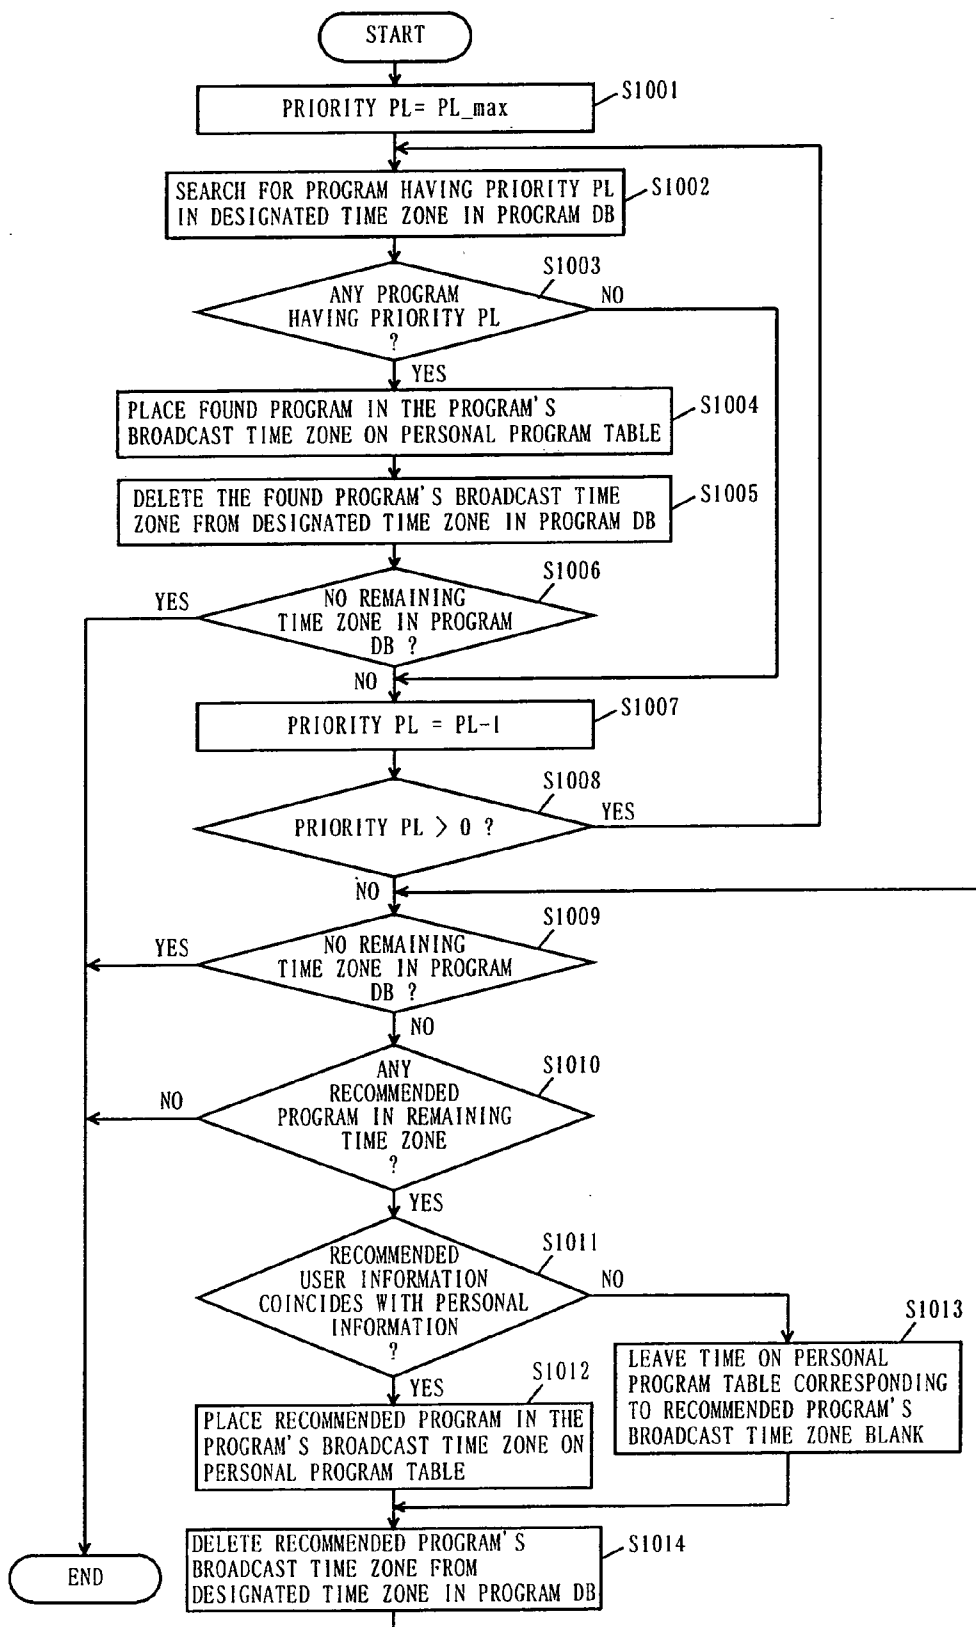 START
S1001
PRIORITY PL= PL_max
SEARCH FOR PROGRAM HAVING PRIORITY PL
IN DESIGNATED TIME ZONE IN PROGRAM DB
S1002
S1003
ANY PROGRAM
HAVING PRIORITY PL
?
NO
YES
PLACE FOUND PROGRAM IN THE PROGRAM'S
BROADCAST TIME ZONE ON PERSONAL PROGRAM TABLE
S1004
DELETE THE FOUND PROGRAM'S BROADCAST TIME
ZONE FROM DESIGNATED TIME ZONE IN PROGRAM DB
S1005
S1006
YES
NO REMAINING
TIME ZONE IN PROGRAM
DB ?
NO
S1007
PRIORITY PL = PL-1
S1008
PRIORITY PL > 0 ?
YES
NO
S1009
YES
NO REMAINING
TIME ZONE IN PROGRAM
DB ?
NO
S1010
ANY
RECOMMENDED
PROGRAM IN REMAINING
TIME ZONE
?
NO
YES
S1011
RECOMMENDED
USER INFORMATION
COINCIDES WITH PERSONAL
INFORMATION
?
NO
YES
S1013
LEAVE TIME ON PERSONAL
PROGRAM TABLE CORRESPONDING
TO RECOMMENDED PROGRAM'S
BROADCAST TIME ZONE BLANK
S1012
PLACE RECOMMENDED PROGRAM IN THE
PROGRAM'S BROADCAST TIME ZONE ON
PERSONAL PROGRAM TABLE
S1014
DELETE RECOMMENDED PROGRAM'S
BROADCAST TIME ZONE FROM
DESIGNATED TIME ZONE IN PROGRAM DB
END